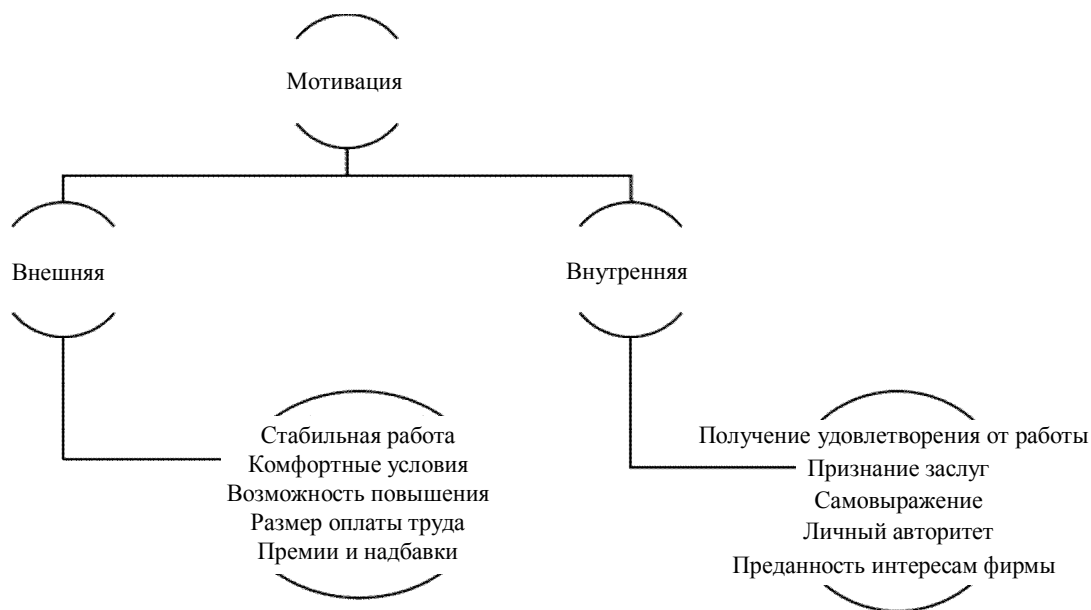 Мотивация
Внешняя
Внутренняя
Стабильная работа
Комфортные условия
Возможность повышения
Размер оплаты труда
Премии и надбавки
Получение удовлетворения от работы
Признание заслуг
Самовыражение
Личный авторитет
Преданность интересам фирмы